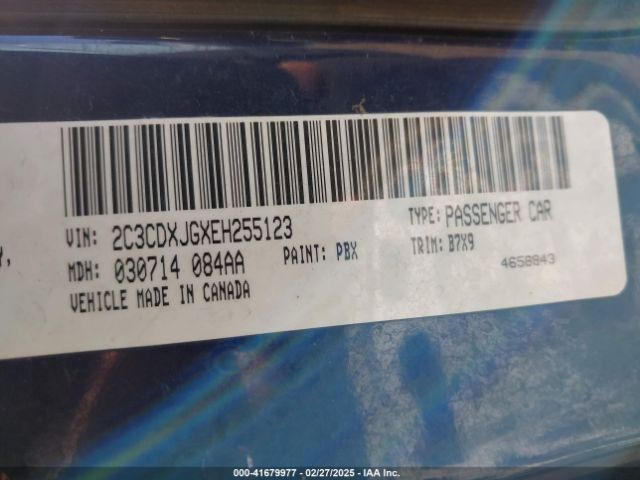 VIN: 2C3CDXJGXEH255123 TYPE: PASSENGER CAR
MDH: 030714 084AA PAINT: PBX TRIM: B7X9
VEHICLE MADE IN CANADA 4658843
000-41679977 • 02/27/2025 • IAA Inc.